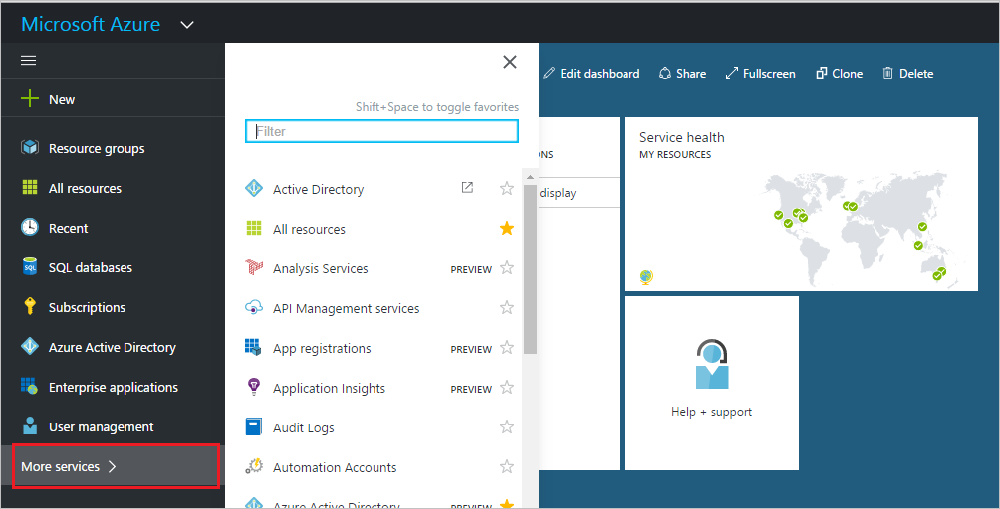 Microsoft Azure
New
Resource groups
All resources
Recent
SQL
SQL databases
Subscriptions
Azure Active Directory
Enterprise applications
User management
More services
Shift+Space to toggle favorites
Filter
Active Directory
All resources
Analysis Services PREVIEW
API Management services
App registrations PREVIEW
Application Insights PREVIEW
Audit Logs
Automation Accounts
Azure Active Directory PREVIEW
Edit dashboard Share Fullscreen Clone Delete
ONS
display
Service health
MY RESOURCES
Help + support